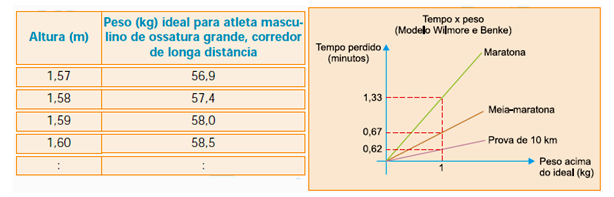 Altura (m)
Peso (kg) ideal para atleta mascu-
lino de ossatura grande, corredor
de longa distância
1,57
56,9
1,58
57,4
1,59
58,0
1,60
58,5
:
:
Tempo x peso
(Modelo Wilmore e Benke)
Tempo perdido
(minutos)
Maratona
1,33
Meia-maratona
0,67
Prova de 10 km
0,62
Peso acima
do ideal (kg)
1